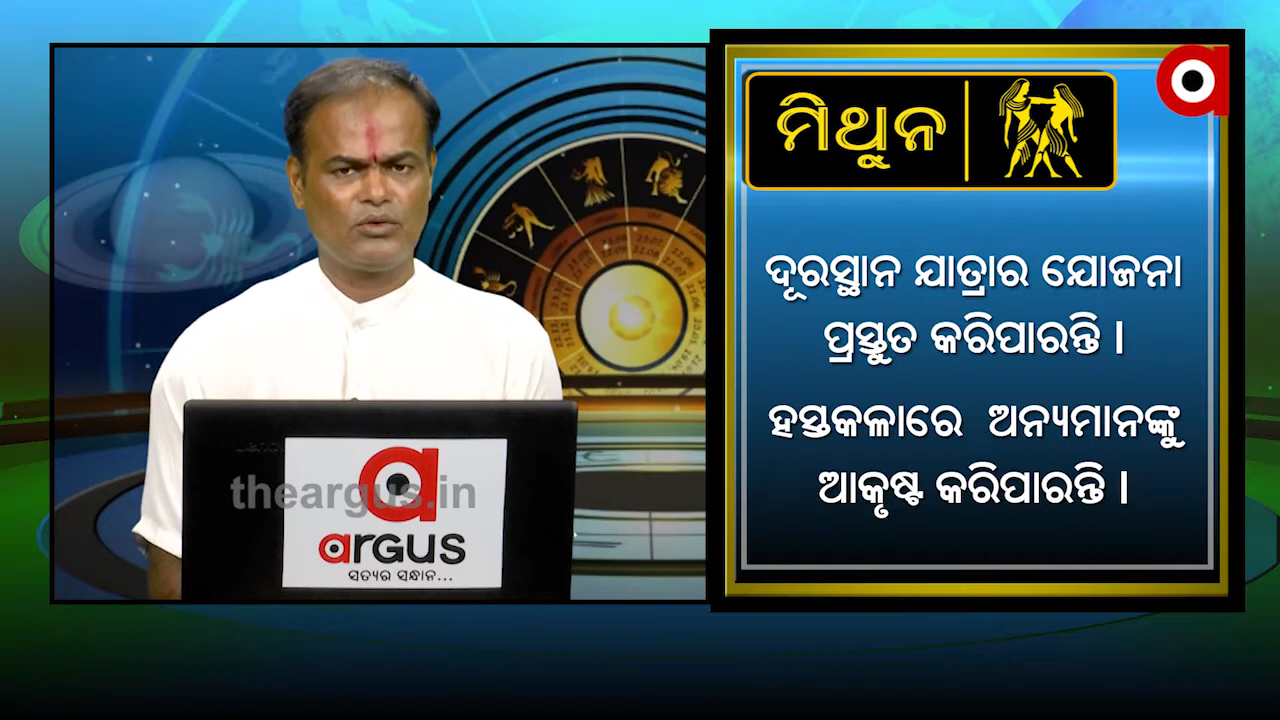 ମିଥୁନ
ଦୂରସ୍ଥାନ ଯାତ୍ରାର ଯୋଜନା
ପ୍ରସ୍ତୁତ କରିପାରନ୍ତି ।
ହସ୍ତକଳାରେ ଅନ୍ୟମାନଙ୍କୁ
ଆକୃଷ୍ଟ କରିପାରନ୍ତି ।
theargus.in
argus
ସତ୍ୟର ସନ୍ଧାନ...